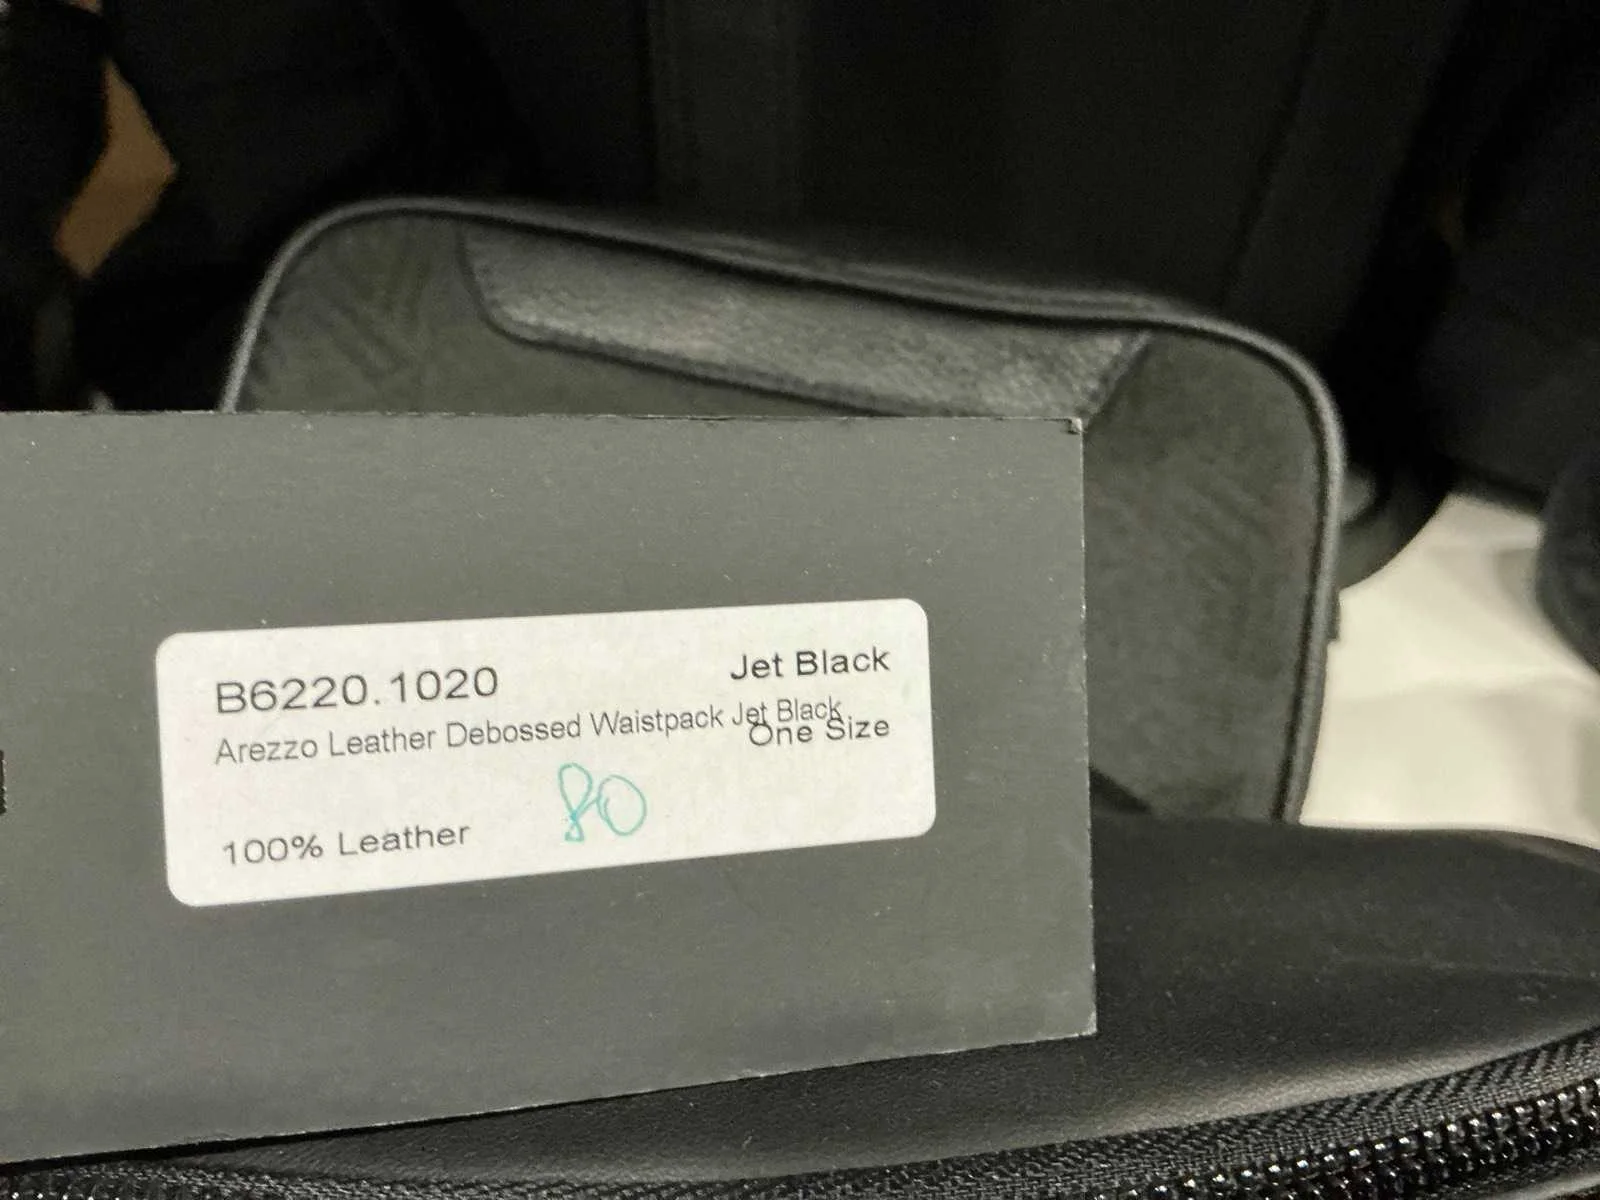 B6220.1020
Jet Black
Arezzo Leather Debossed Waistpack Jet Black
One Size
100% Leather
80